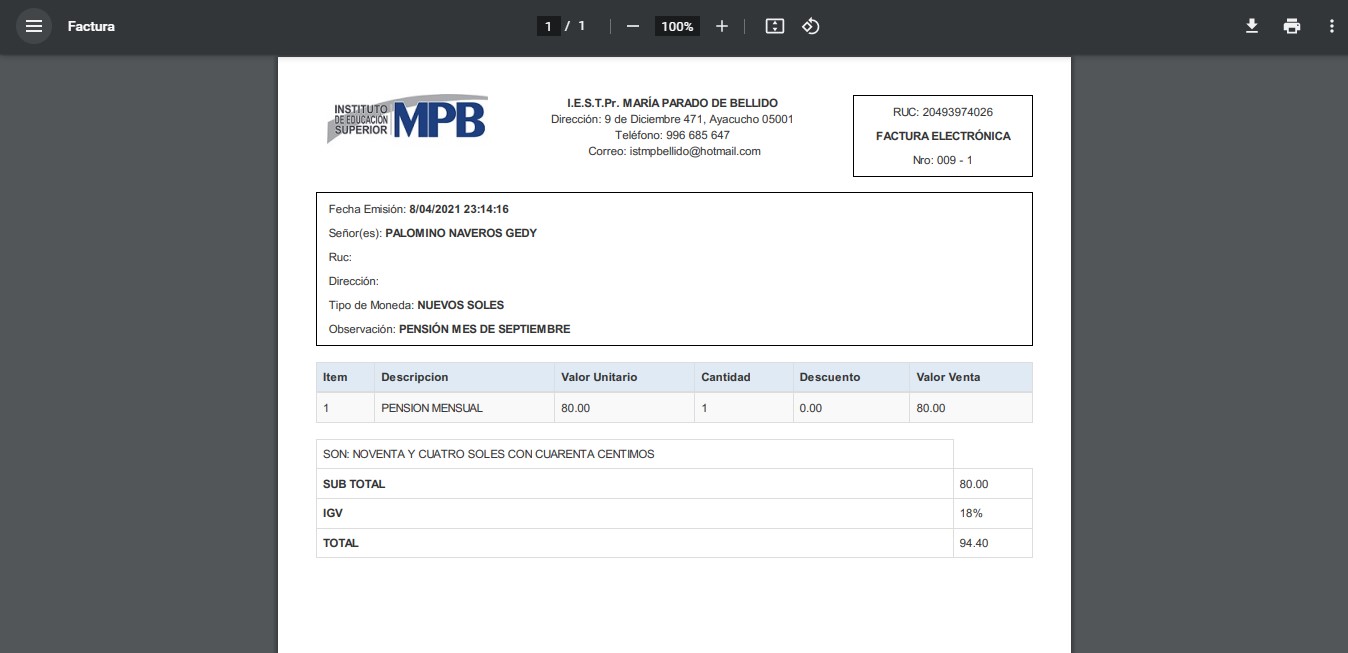 Factura
1 / 1
100%
INSTITUTO
DE EDUCACIÓN
SUPERIOR
MPB
I.E.S.T.Pr. MARÍA PARADO DE BELLIDO
Dirección: 9 de Diciembre 471, Ayacucho 05001
Teléfono: 996 685 647
Correo: istmpbellido@hotmail.com
RUC: 20493974026
FACTURA ELECTRÓNICA
Nro: 009 - 1
Fecha Emisión: 8/04/2021 23:14:16
Señor(es): PALOMINO NAVEROS GEDY
Ruc:
Dirección:
Tipo de Moneda: NUEVOS SOLES
Observación: PENSIÓN MES DE SEPTIEMBRE
Item Descripcion Valor Unitario Cantidad Descuento Valor Venta
1 PENSION MENSUAL 80.00 1 0.00 80.00
SON: NOVENTA Y CUATRO SOLES CON CUARENTA CENTIMOS
SUB TOTAL 80.00
IGV 18%
TOTAL 94.40